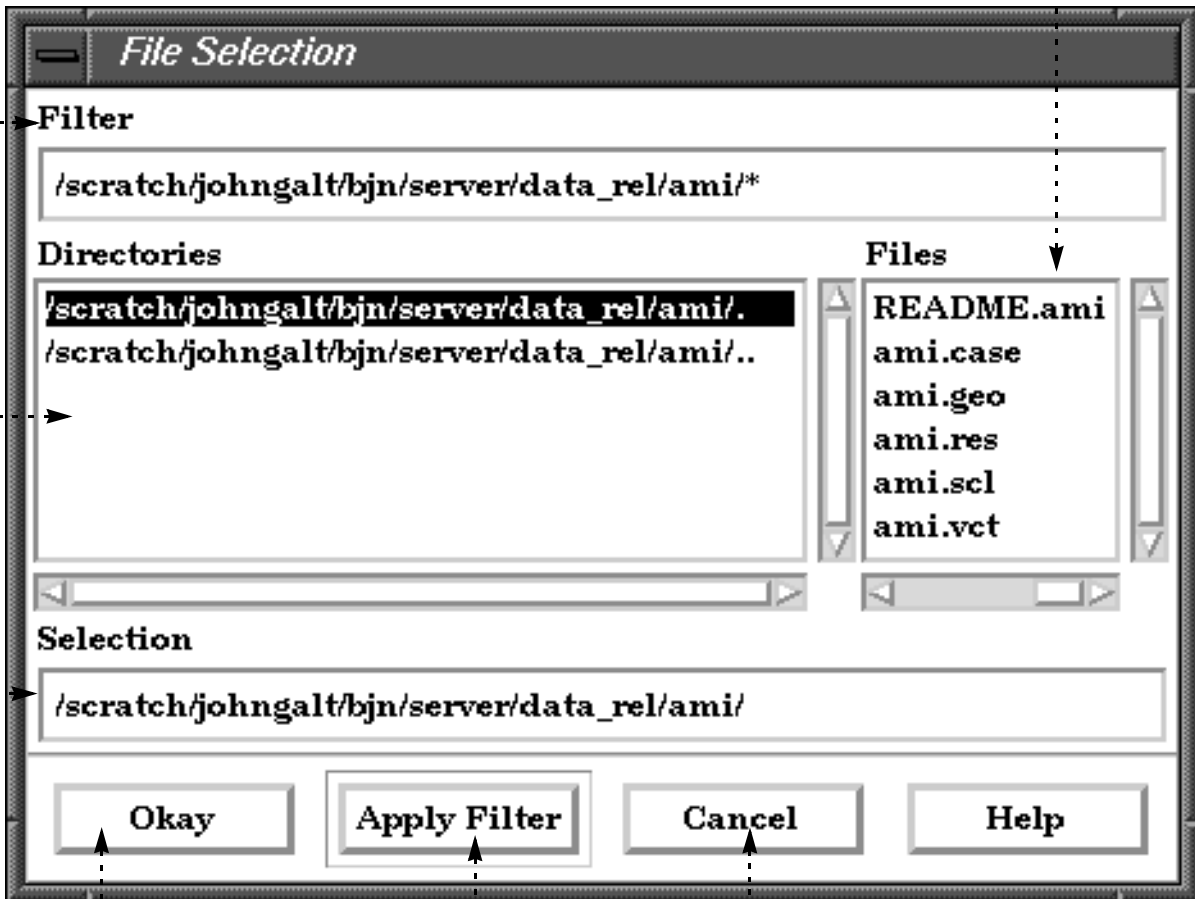 File Selection
Filter
/scratch/johngalt/bjn/server/data_rel/ami/*
Directories
/scratch/johngalt/bjn/server/data_rel/ami/.
/scratch/johngalt/bjn/server/data_rel/ami/..
Files
README.ami
ami.case
ami.geo
ami.res
ami.scl
ami.vct
Selection
/scratch/johngalt/bjn/server/data_rel/ami/
Okay
Apply Filter
Cancel
Help